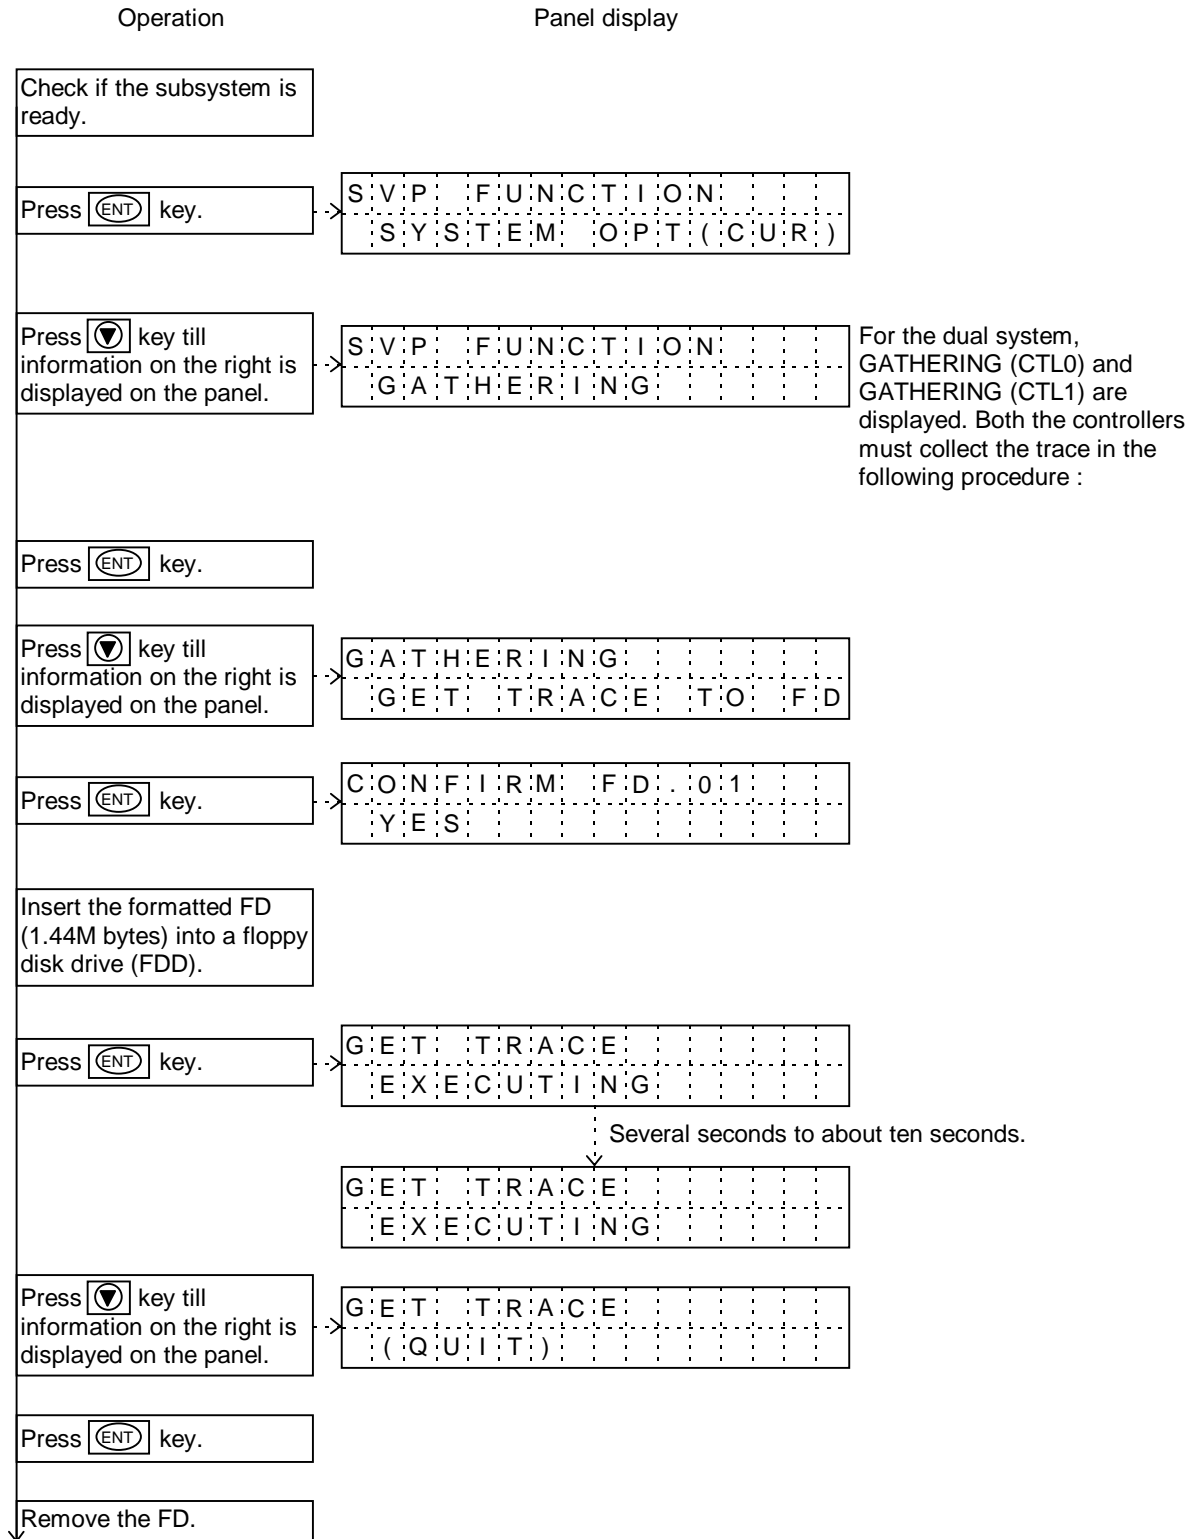 Operation Panel display
Check if the subsystem is
ready.
Press ENT key.
SVP FUNCTION
SYSTEM OPT(CUR)
Press ▼ key till
information on the right is
displayed on the panel.
SVP FUNCTION
GATHERING
For the dual system,
GATHERING (CTL0) and
GATHERING (CTL1) are
displayed. Both the controllers
must collect the trace in the
following procedure :
Press ENT key.
Press ▼ key till
information on the right is
displayed on the panel.
GATHERING
GET TRACE TO FD
Press ENT key.
CONFIRM FD.01
YES
Insert the formatted FD
(1.44M bytes) into a floppy
disk drive (FDD).
Press ENT key.
GET TRACE
EXECUTING
Several seconds to about ten seconds.
GET TRACE
EXECUTING
Press ▼ key till
information on the right is
displayed on the panel.
GET TRACE
(QUIT)
Press ENT key.
Remove the FD.